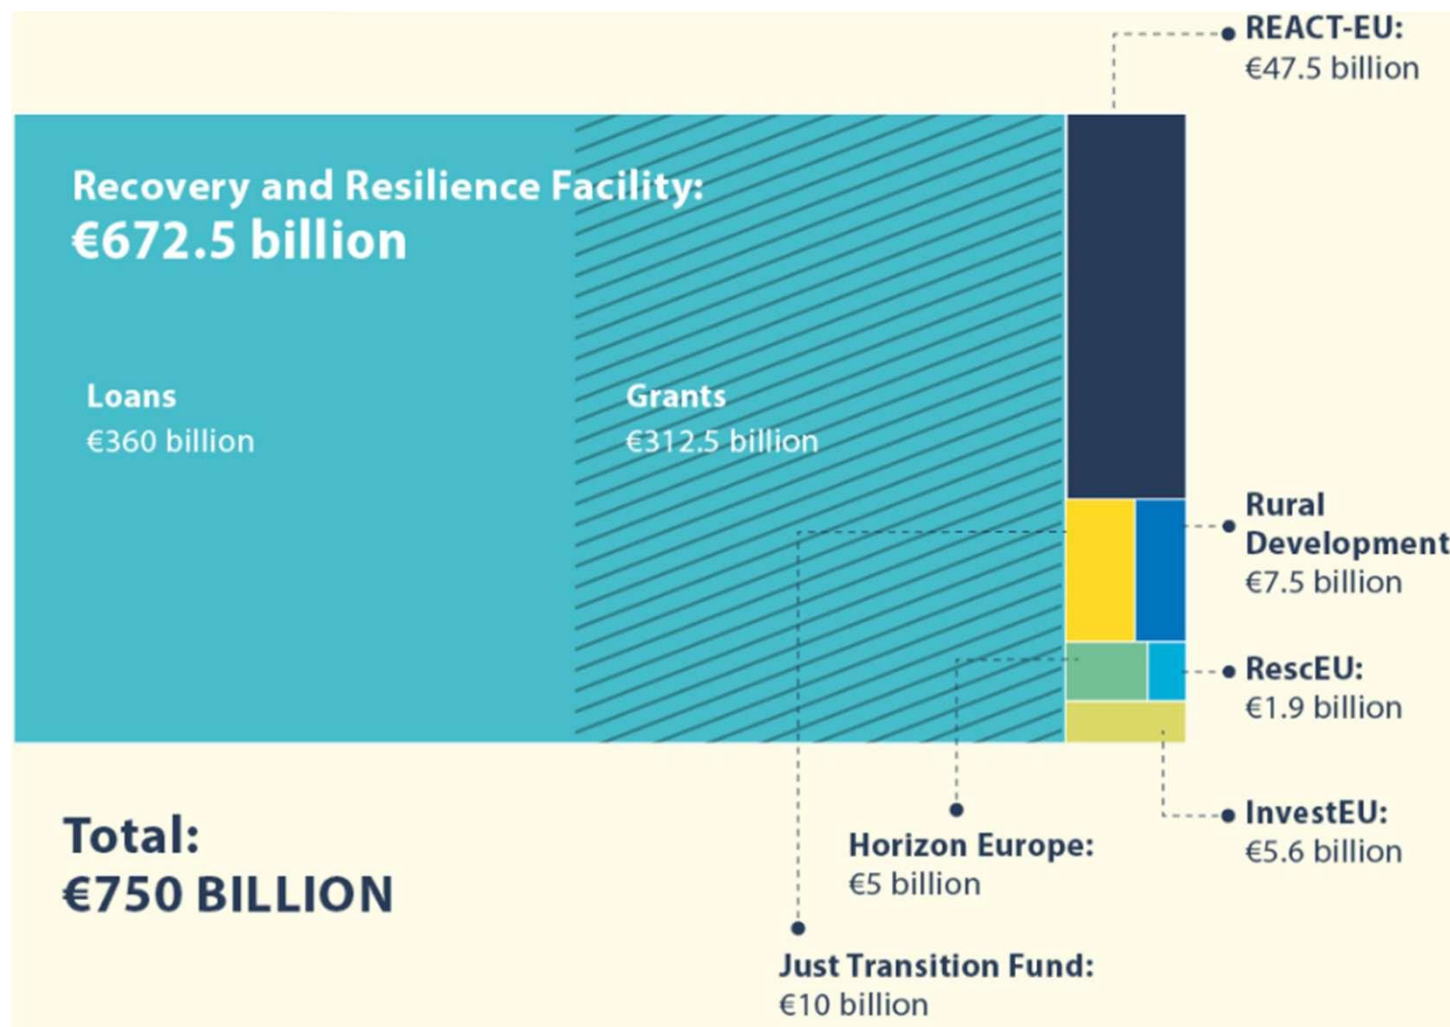 REACT-EU:
€47.5 billion
Recovery and Resilience Facility:
€672.5 billion
Loans
€360 billion
Grants
€312.5 billion
Rural
Development
€7.5 billion
RescEU:
€1.9 billion
InvestEU:
€5.6 billion
Horizon Europe:
€5 billion
Just Transition Fund:
€10 billion
Total:
€750 BILLION